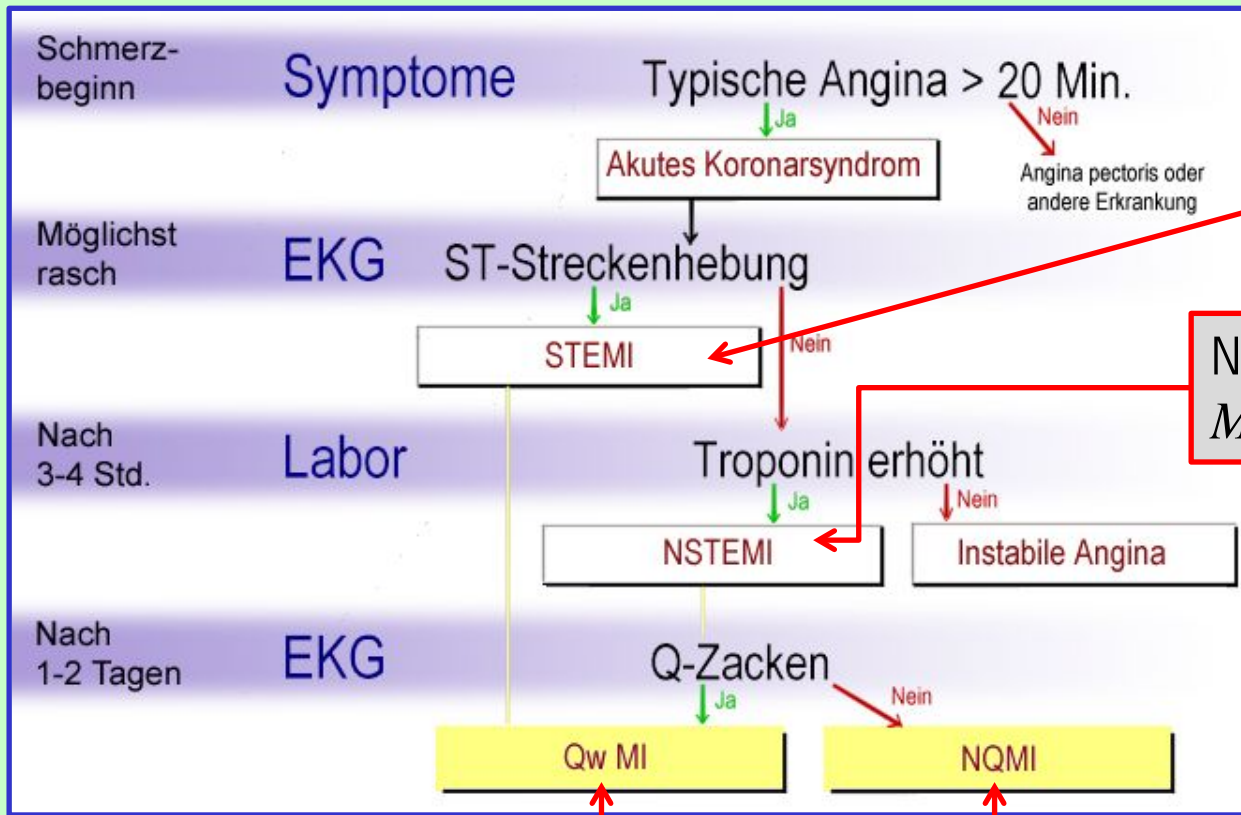 Schmerz-
beginn
Symptome
Typische Angina > 20 Min.
Ja
Nein
Akutes Koronarsyndrom
Angina pectoris oder
andere Erkrankung
Möglichst
rasch
EKG
ST-Streckenhebung
Ja
Nein
STEMI
N
M
Nach
3-4 Std.
Labor
Troponin erhöht
Ja
Nein
NSTEMI
Instabile Angina
Nach
1-2 Tagen
EKG
Q-Zacken
Ja
Nein
Qw MI
NQMI